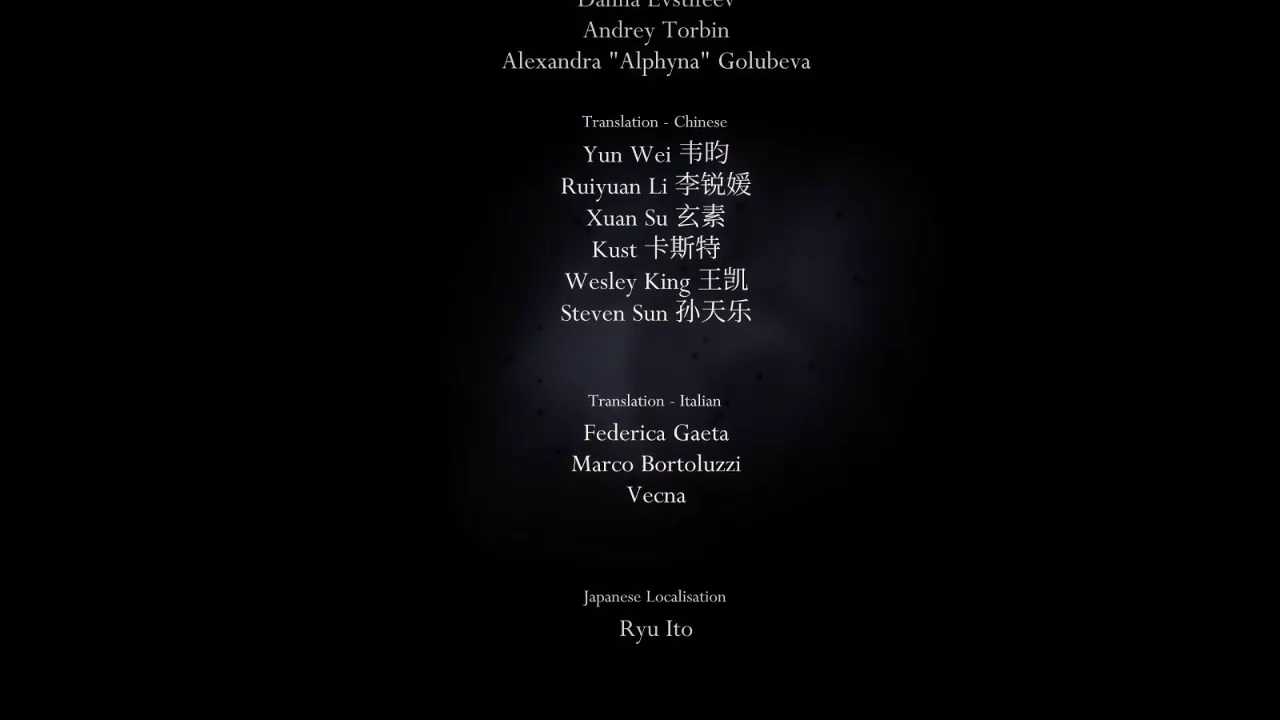 Andrey Torbin
Alexandra "Alphyna" Golubeva
Translation - Chinese
Yun Wei 韦昀
Ruiyuan Li 李锐媛
Xuan Su 玄素
Kust 卡斯特
Wesley King 王凯
Steven Sun 孙天乐
Translation - Italian
Federica Gaeta
Marco Bortoluzzi
Vecna
Japanese Localisation
Ryu Ito